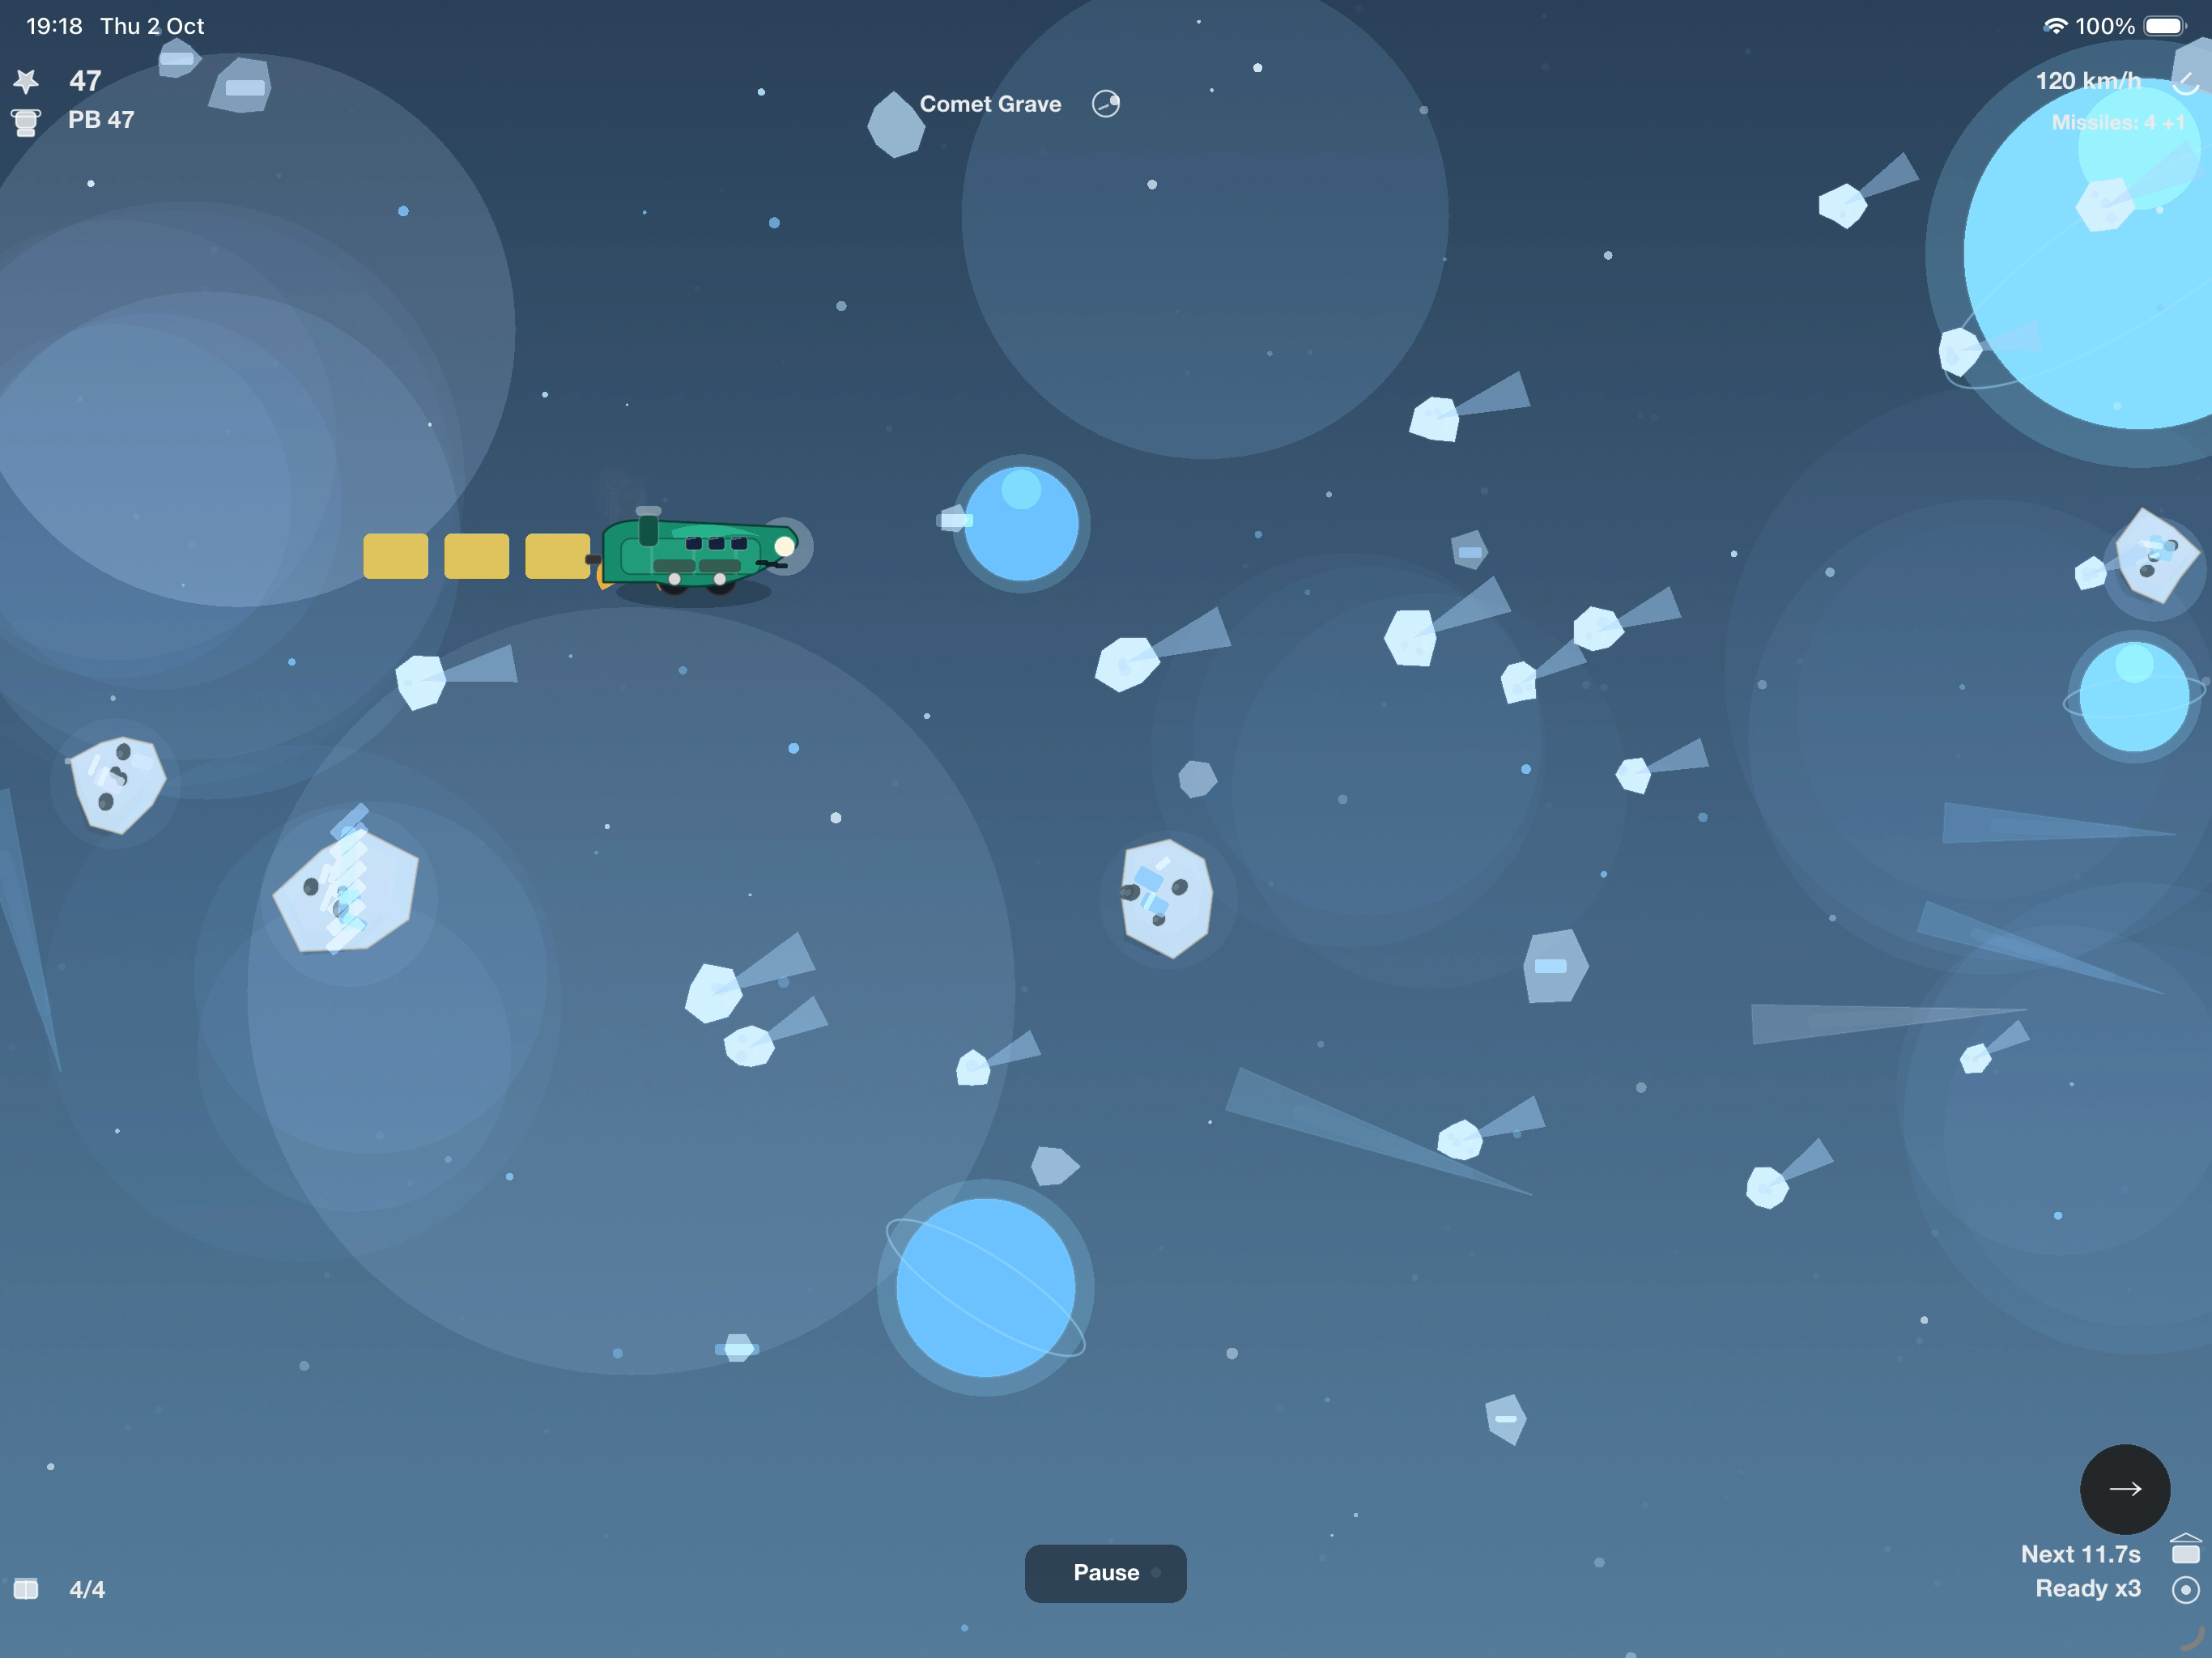 19:18 Thu 2 Oct
100%
47
PB 47
Comet Grave
120 km/h
Missiles: 4 +1
Next 11.7s
Ready x3
Pause
4/4